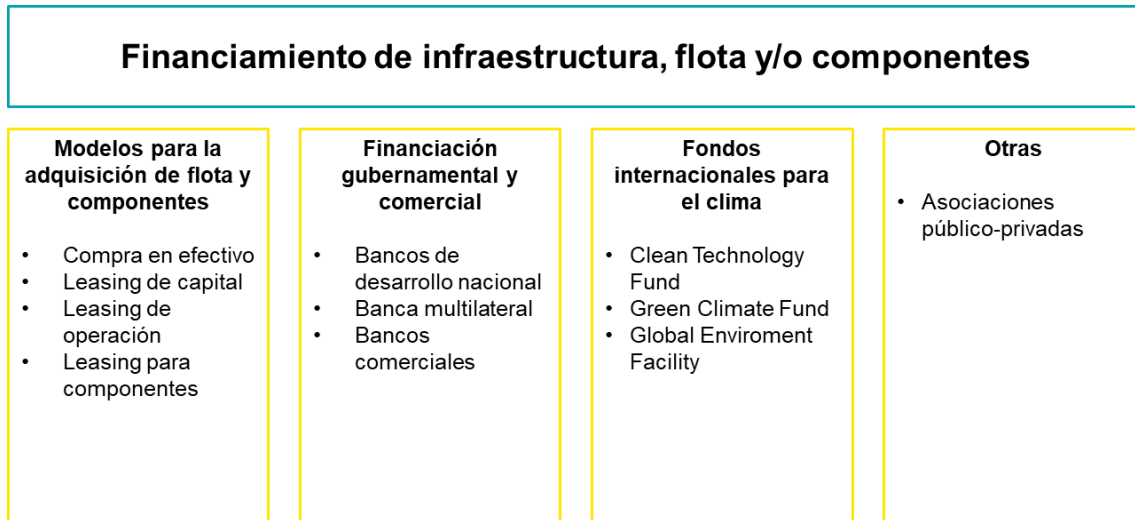 Financiamiento de infraestructura, flota y/o componentes
Modelos para la
adquisición de flota y
componentes
• Compra en efectivo
• Leasing de capital
• Leasing de
operación
• Leasing para
componentes
Financiación
gubernamental y
comercial
• Bancos de
desarrollo nacional
• Banca multilateral
• Bancos
comerciales
Fondos
internacionales para
el clima
• Clean Technology
Fund
• Green Climate Fund
• Global Enviroment
Facility
Otras
• Asociaciones
público-privadas